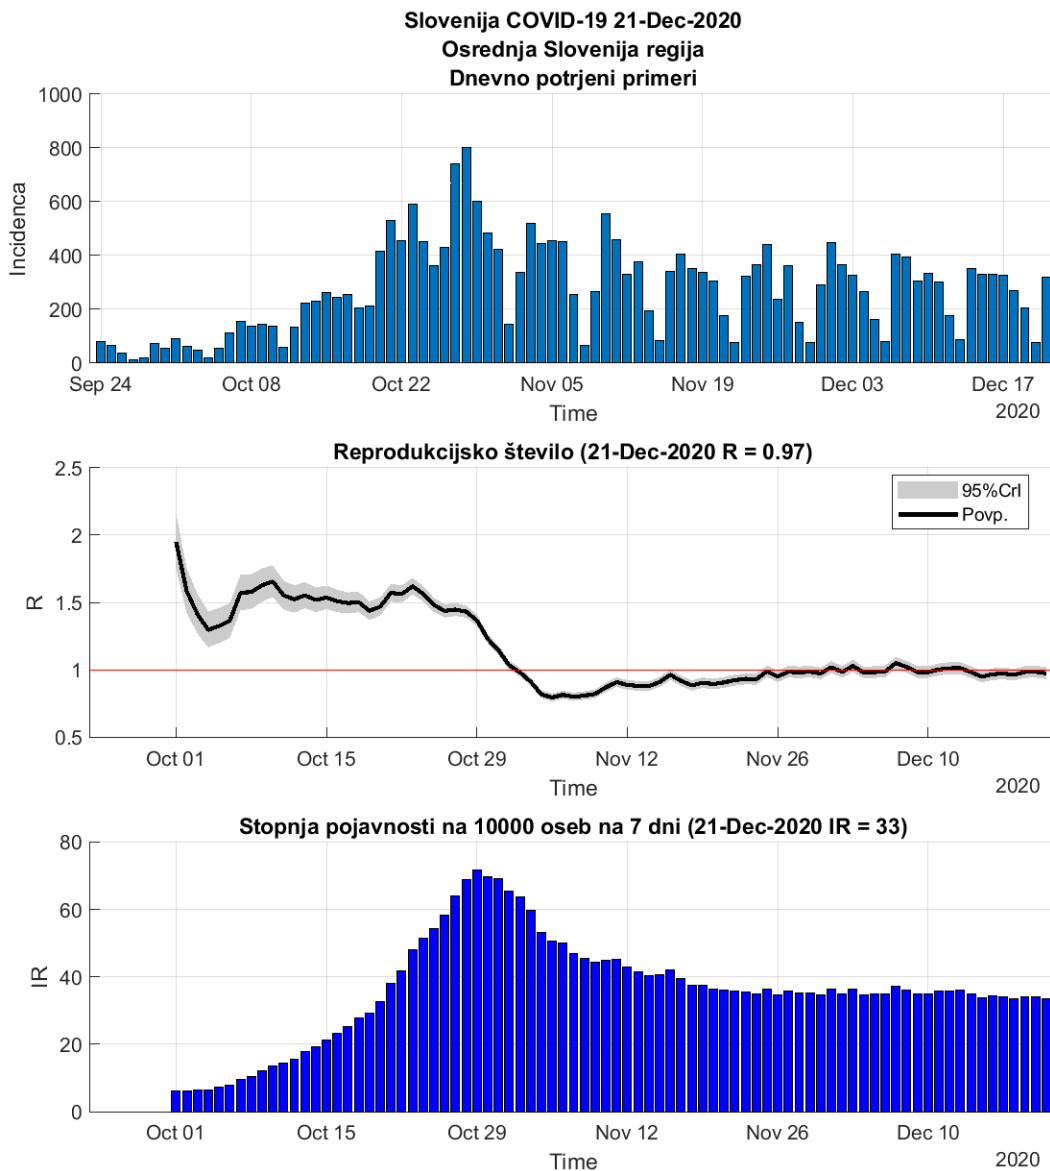 Slovenija COVID-19 21-Dec-2020
Osrednja Slovenija regija
Dnevno potrjeni primeri
1000
800
600
400
200
0
Incidenca
Sep 24 Oct 08 Oct 22 Nov 05 Nov 19 Dec 03 Dec 17
Time
2020
Reprodukcijsko število (21-Dec-2020 R = 0.97)
2.5
2
1.5
1
0.5
R
95%CrI
Povp.
Oct 01 Oct 15 Oct 29 Nov 12 Nov 26 Dec 10
Time
2020
Stopnja pojavnosti na 10000 oseb na 7 dni (21-Dec-2020 IR = 33)
80
60
40
20
0
IR
Oct 01 Oct 15 Oct 29 Nov 12 Nov 26 Dec 10
Time
2020